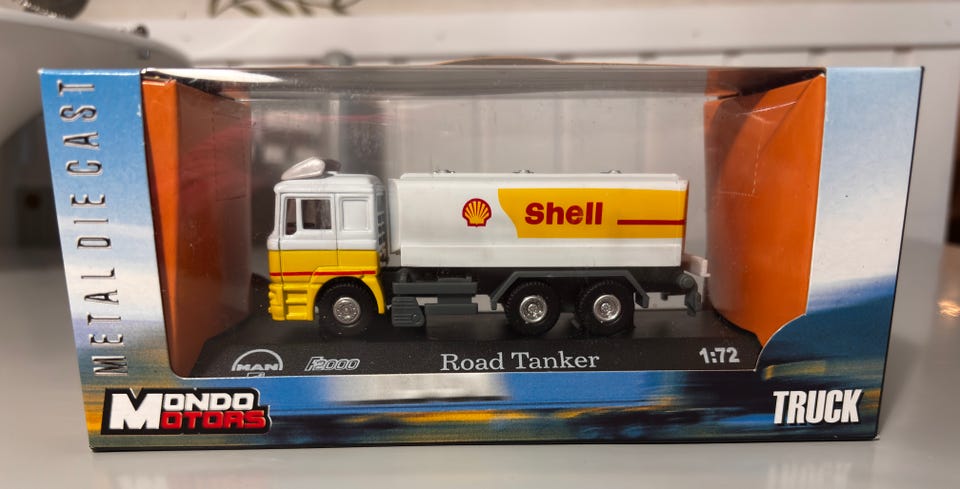 METAL DIECAST
Shell
MAN F2000 Road Tanker 1:72
MONDO
MOTORS
TRUCK